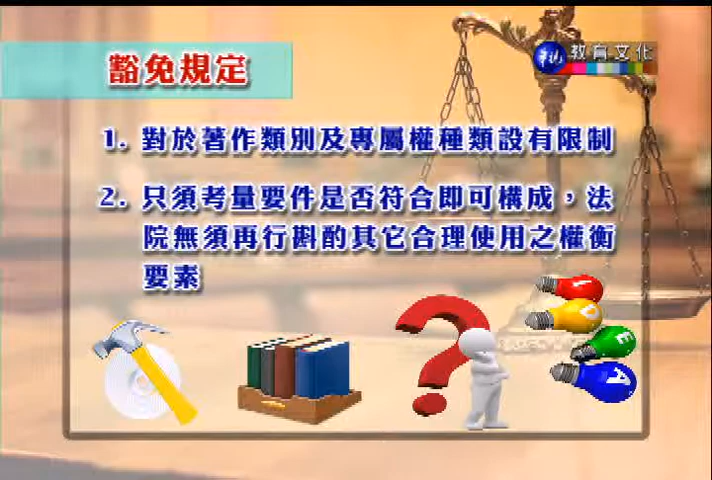 豁免規定
華視 教育文化
1. 對於著作類別及專屬權種類設有限制
2. 只須考量要件是否符合即可構成，法
院無須再行斟酌其它合理使用之權衡
要素
I
D
E
A